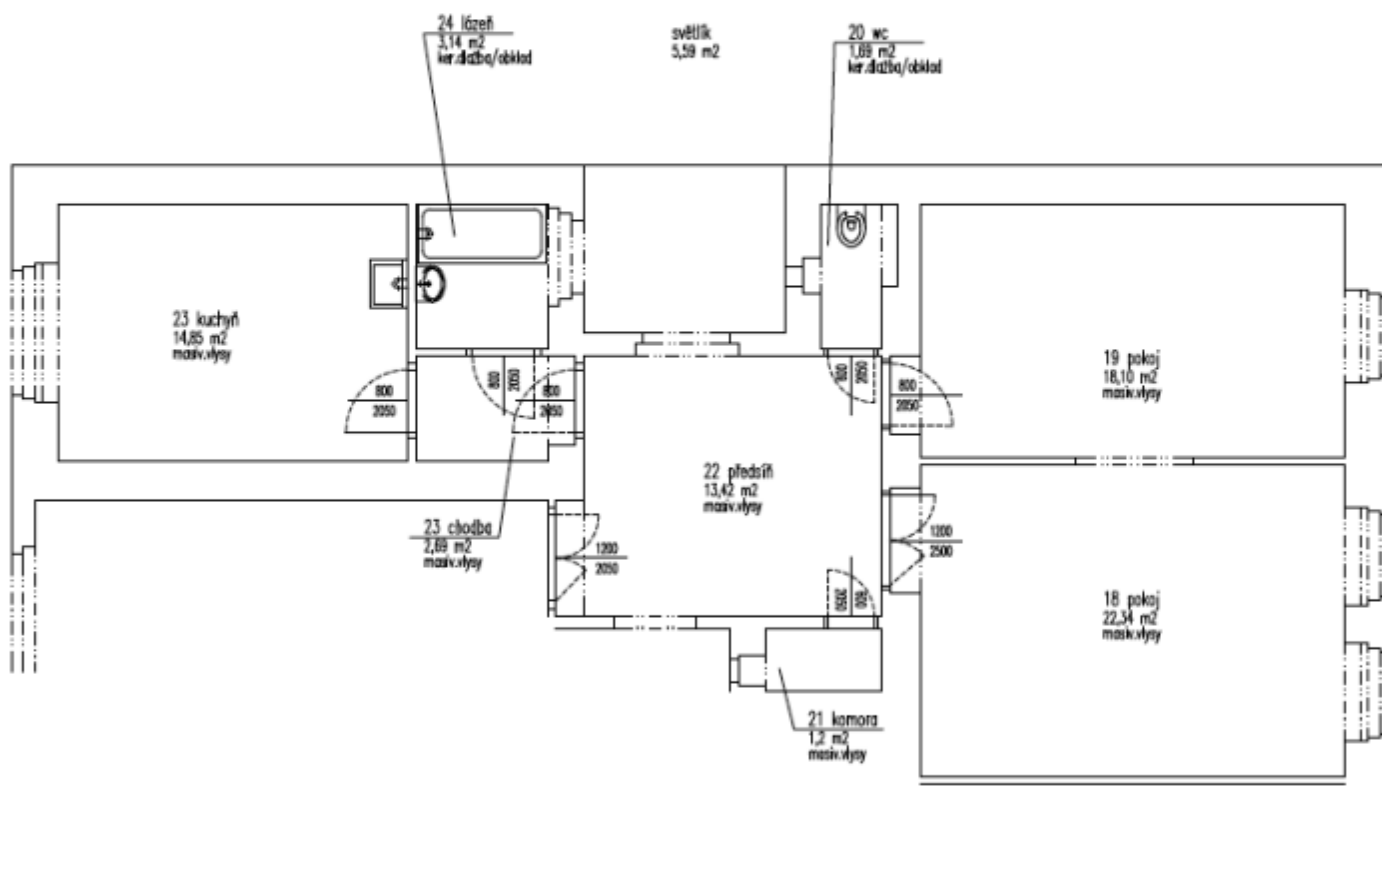 24 lázeň
3,14 m2
ker.dlažba/obklad
světlík
5,59 m2
20 wc
1,69 m2
ker.dlažba/obklad
23 kuchyň
14,85 m2
masiv.vlysy
800
2050
800
2050
800
2050
800
2050
800
2050
19 pokoj
18,10 m2
masiv.vlysy
22 předsíň
13,42 m2
masiv.vlysy
23 chodba
2,69 m2
masiv.vlysy
1200
2050
1200
2500
800
2050
18 pokoj
22,34 m2
masiv.vlysy
21 komora
1,2 m2
masiv.vlysy